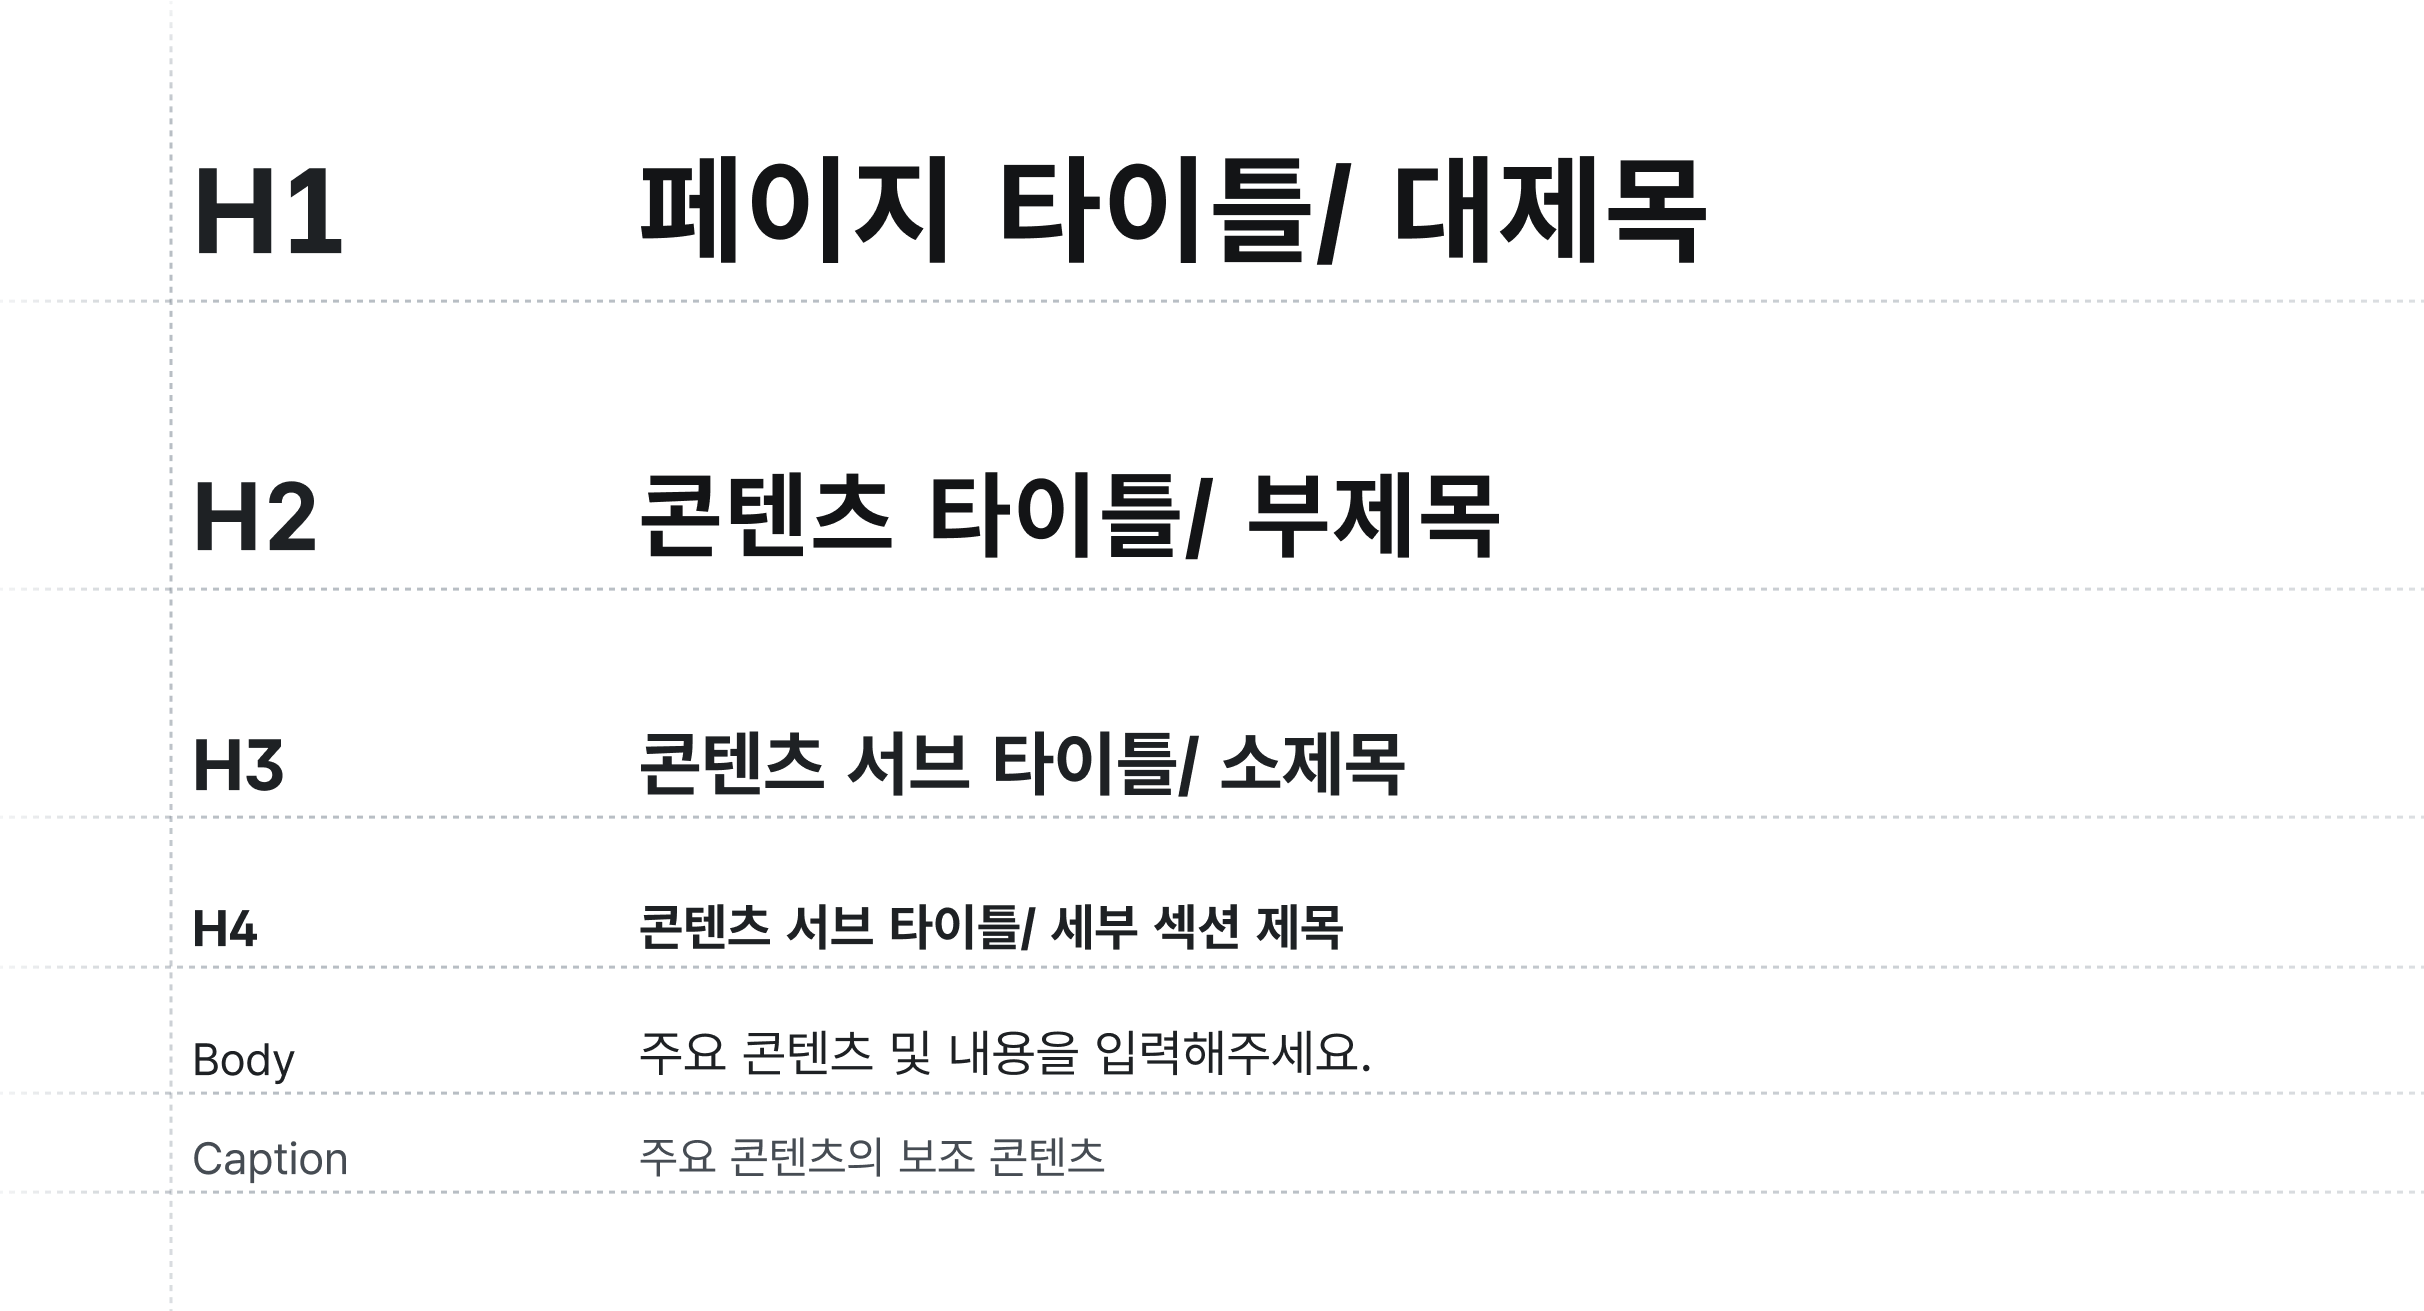 H1 페이지 타이틀/ 대제목
H2 콘텐츠 타이틀/ 부제목
H3 콘텐츠 서브 타이틀/ 소제목
H4 콘텐츠 서브 타이틀/ 세부 섹션 제목
Body 주요 콘텐츠 및 내용을 입력해주세요.
Caption 주요 콘텐츠의 보조 콘텐츠